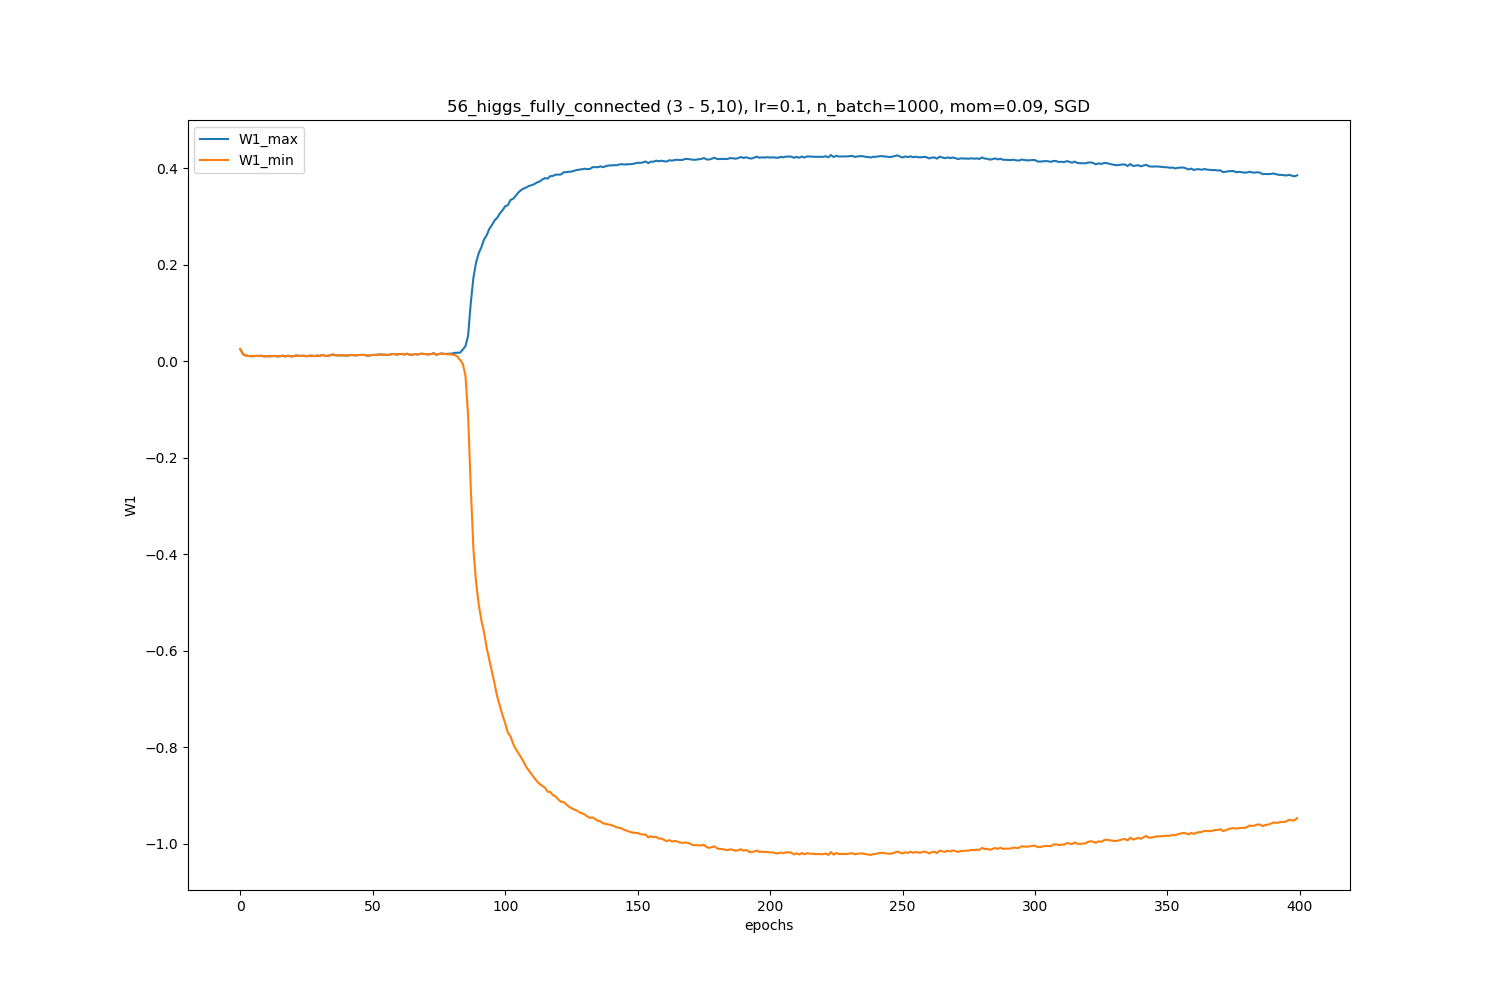 56_higgs_fully_connected (3 - 5,10), lr=0.1, n_batch=1000, mom=0.09, SGD
W1_max
W1_min
0.4
0.2
0.0
−0.2
−0.4
−0.6
−0.8
−1.0
W1
0 50 100 150 200 250 300 350 400
epochs